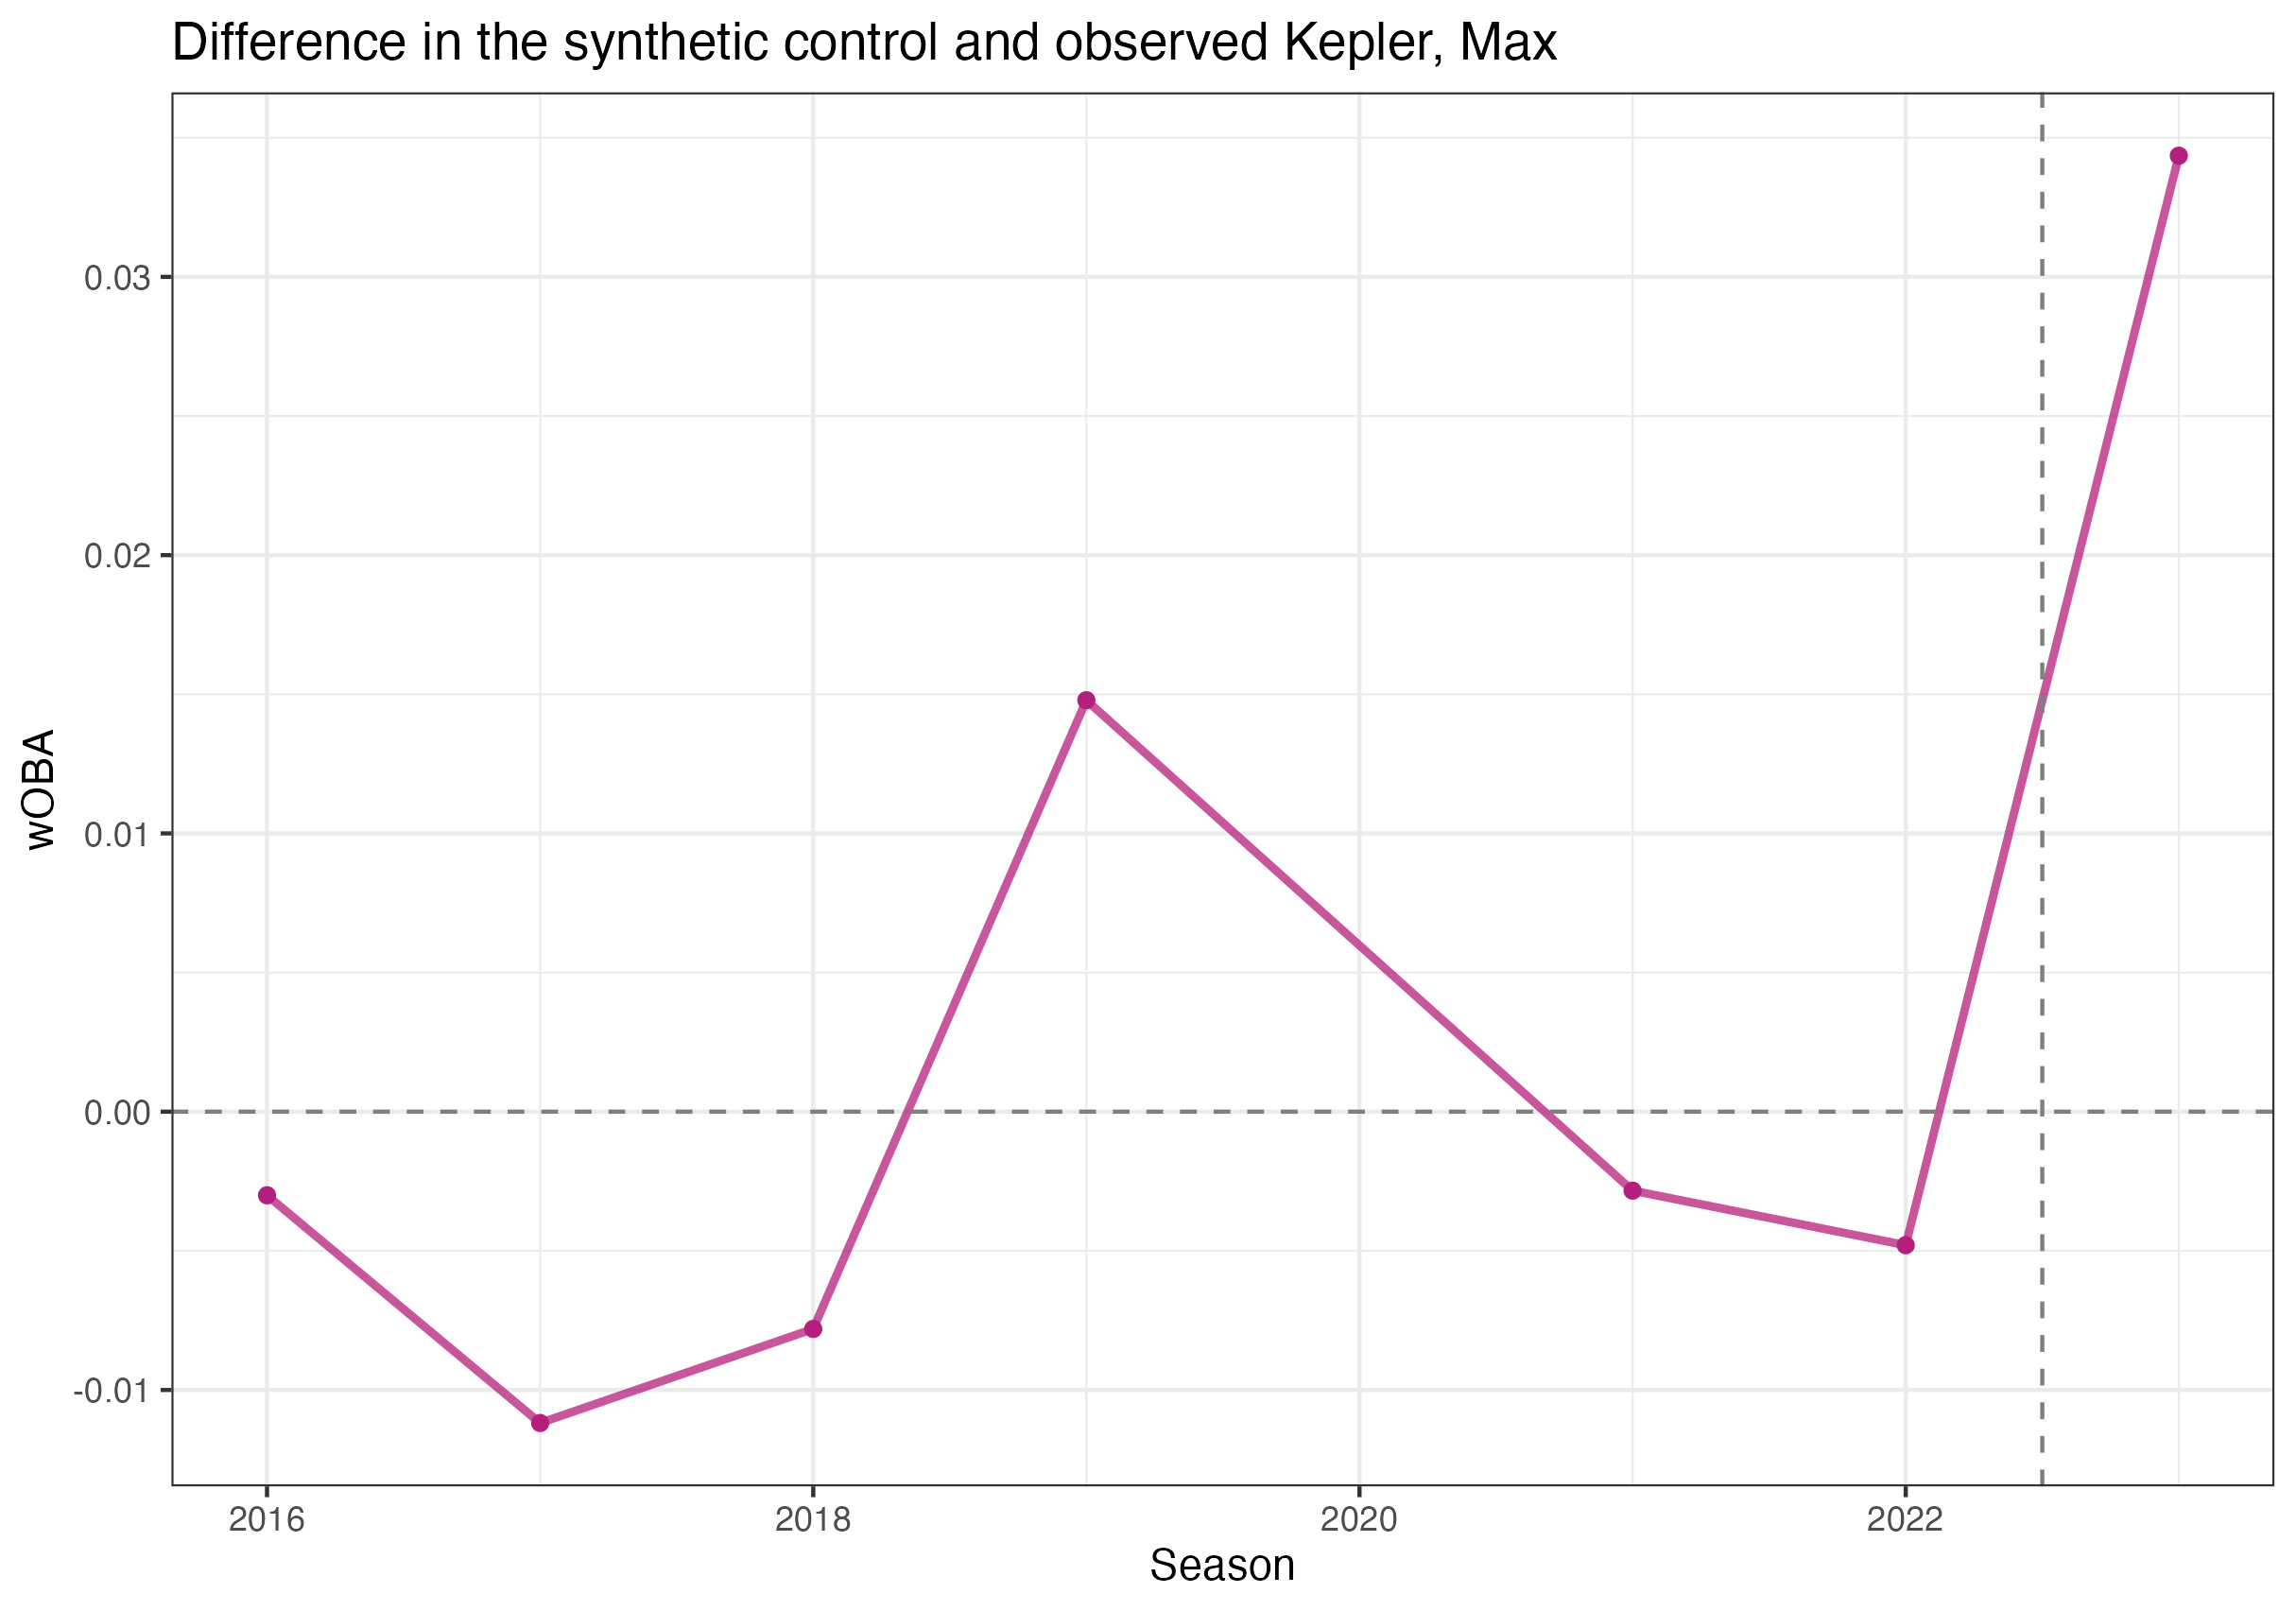 Difference in the synthetic control and observed Kepler, Max
wOBA
0.03
0.02
0.01
0.00
-0.01
2016 2018 2020 2022
Season